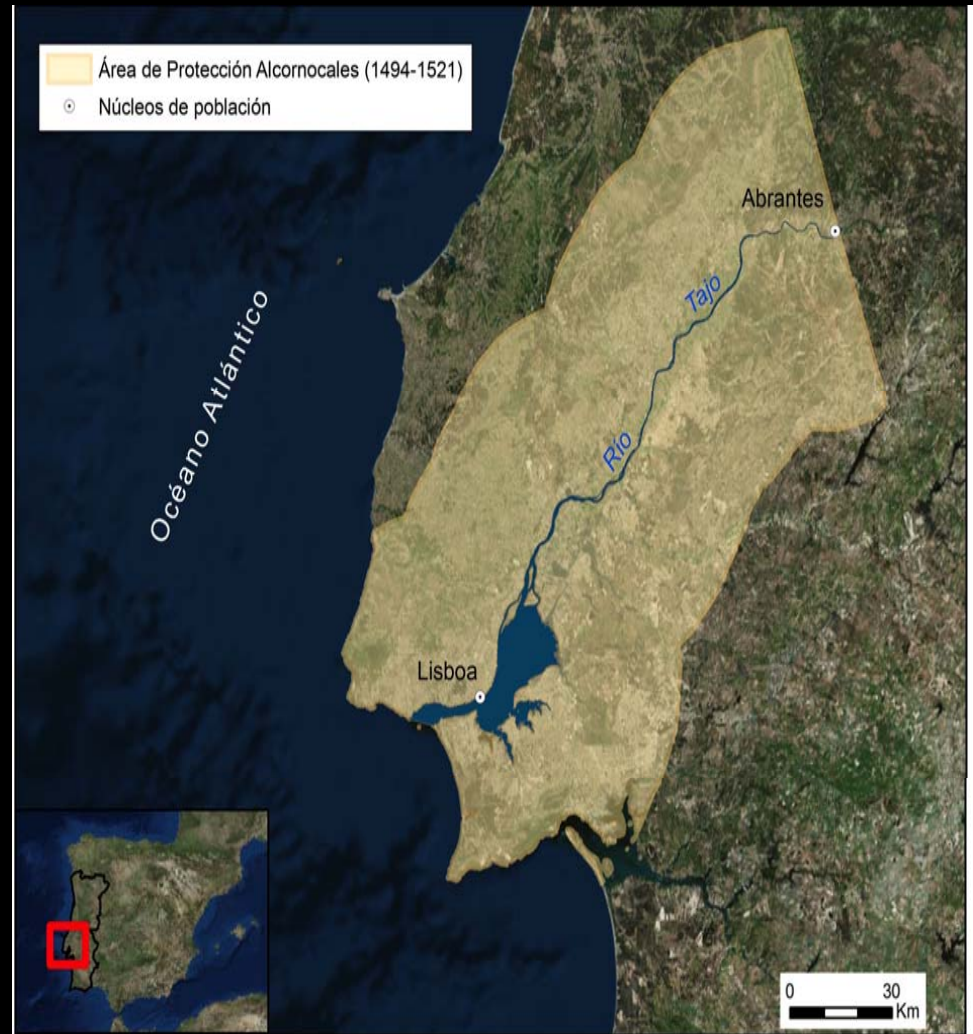 Área de Protección Alcornocales (1494-1521)
Núcleos de población
Abrantes
Tajo
Río
Océano Atlántico
Lisboa
0 30
Km